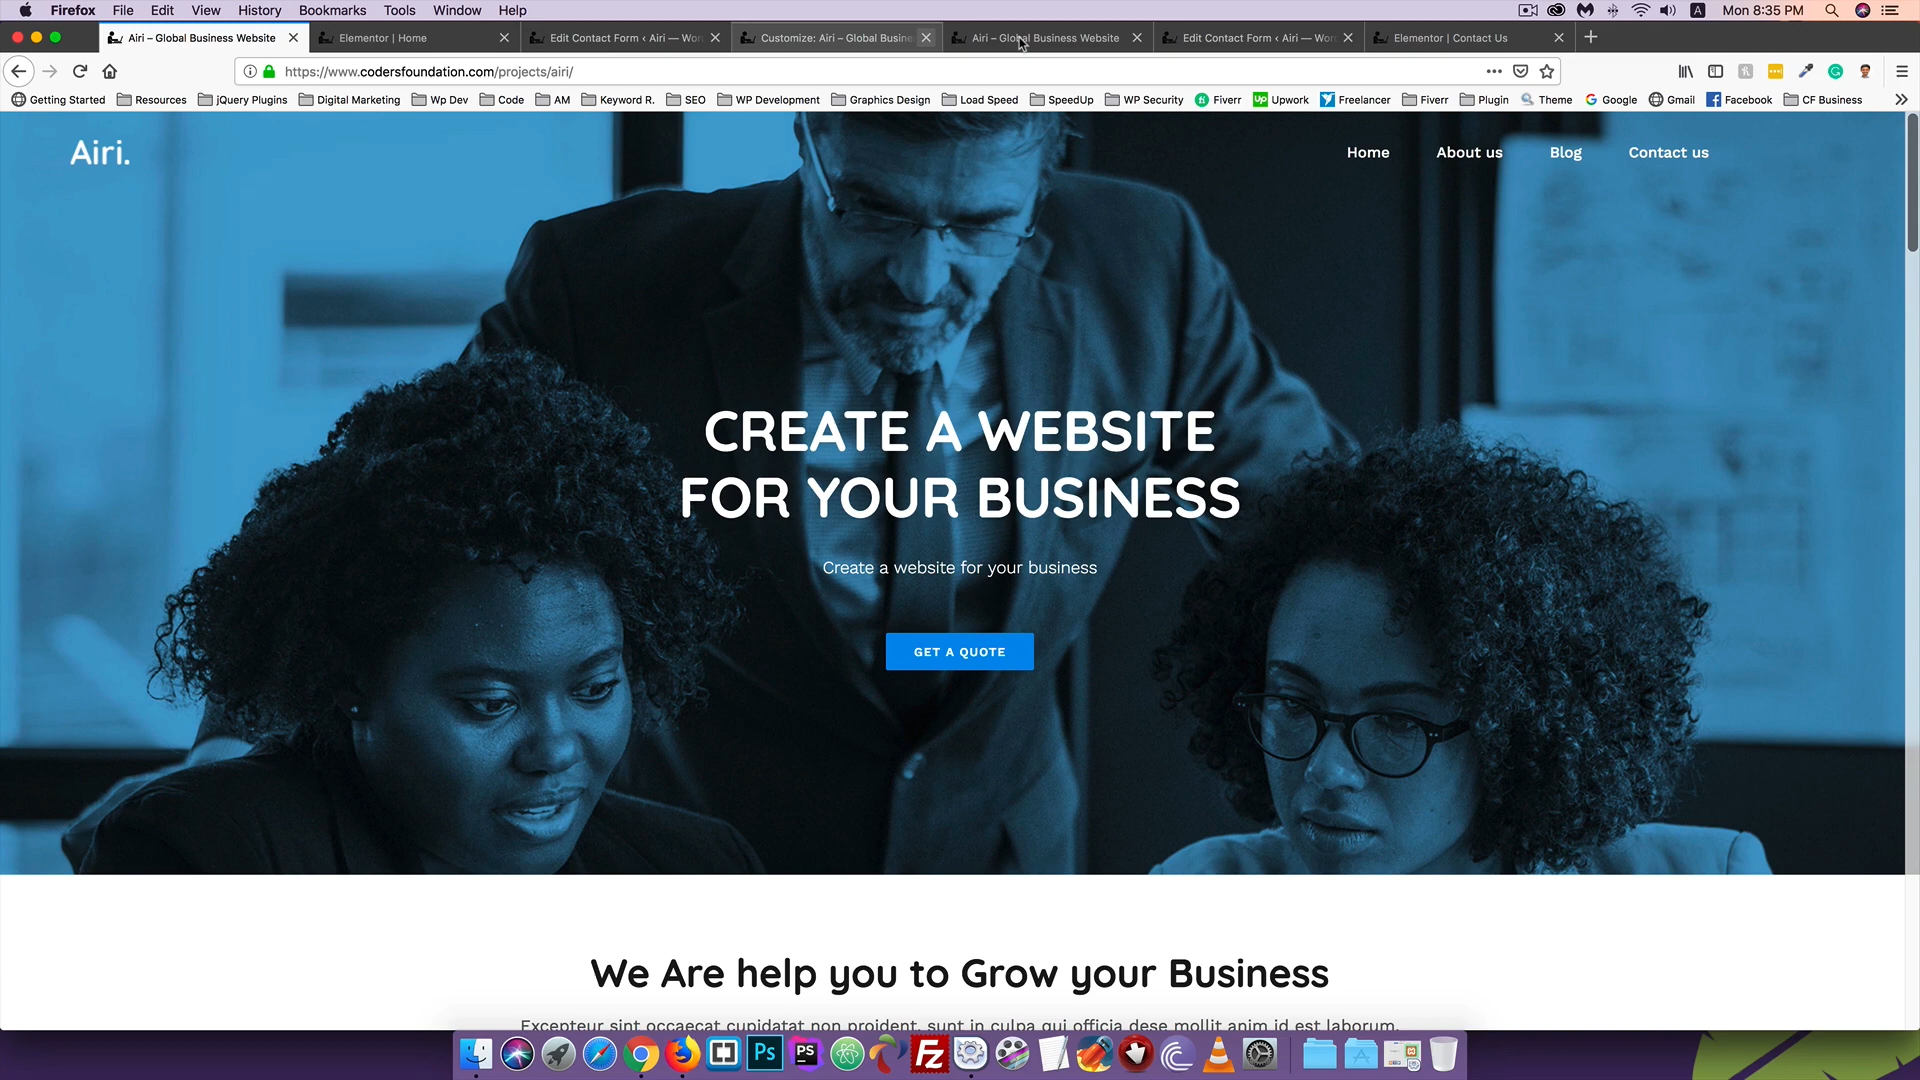 Firefox File Edit View History Bookmarks Tools Window Help
A Mon 8:35 PM
Airi – Global Business Website
Elementor | Home
Edit Contact Form ‹ Airi — Wor
Customize: Airi – Global Busine
Airi – Global Business Website
Edit Contact Form ‹ Airi — Wor
Elementor | Contact Us
https://www.codersfoundation.com/projects/airi/
Getting Started Resources jQuery Plugins Digital Marketing Wp Dev Code AM Keyword R. SEO WP Development Graphics Design Load Speed SpeedUp WP Security Fiverr Upwork Freelancer Fiverr Plugin Theme Google Gmail Facebook CF Business
Airi.
Home About us Blog Contact us
CREATE A WEBSITE
FOR YOUR BUSINESS
Create a website for your business
GET A QUOTE
We Are help you to Grow your Business
Excepteur sint occaecat cupidatat non proident, sunt in culpa qui officia dese mollit anim id est laborum.
Ps PS FZ